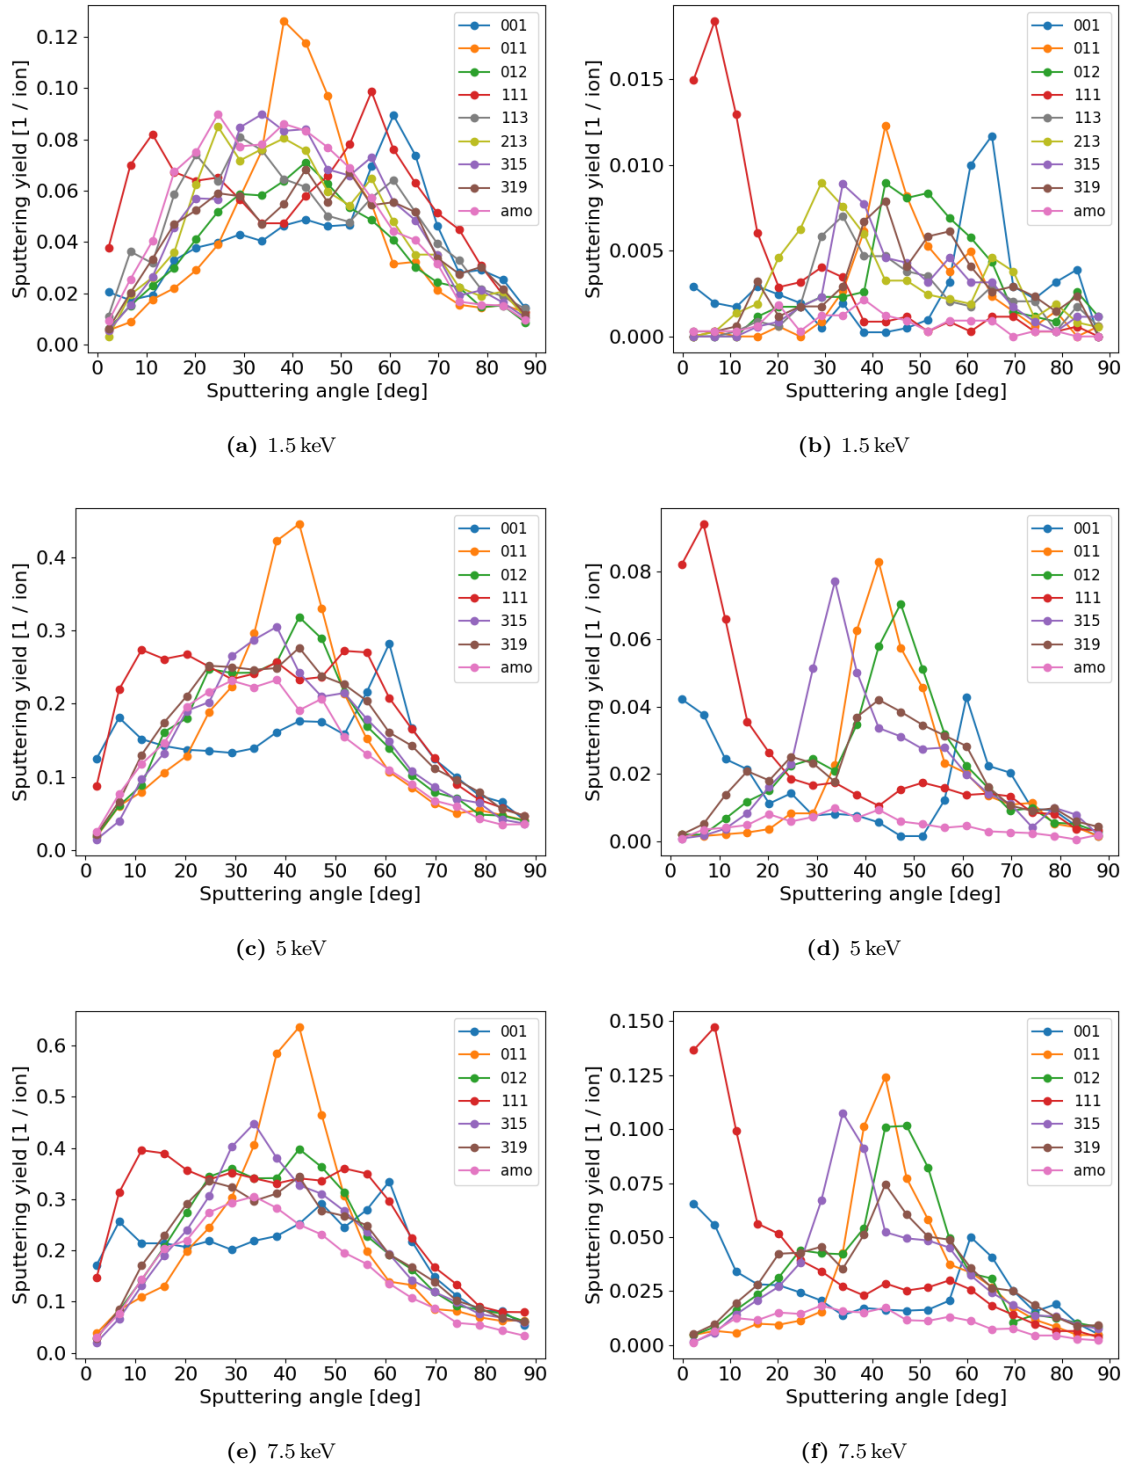 Sputtering yield [1 / ion]
0.12
0.10
0.08
0.06
0.04
0.02
0.00
0 10 20 30 40 50 60 70 80 90
Sputtering angle [deg]
001
011
012
111
113
213
315
319
amo
(a) 1.5 keV
Sputtering yield [1 / ion]
0.015
0.010
0.005
0.000
0 10 20 30 40 50 60 70 80 90
Sputtering angle [deg]
001
011
012
111
113
213
315
319
amo
(b) 1.5 keV
Sputtering yield [1 / ion]
0.4
0.3
0.2
0.1
0.0
0 10 20 30 40 50 60 70 80 90
Sputtering angle [deg]
001
011
012
111
315
319
amo
(c) 5 keV
Sputtering yield [1 / ion]
0.08
0.06
0.04
0.02
0.00
0 10 20 30 40 50 60 70 80 90
Sputtering angle [deg]
001
011
012
111
315
319
amo
(d) 5 keV
Sputtering yield [1 / ion]
0.6
0.5
0.4
0.3
0.2
0.1
0.0
0 10 20 30 40 50 60 70 80 90
Sputtering angle [deg]
001
011
012
111
315
319
amo
(e) 7.5 keV
Sputtering yield [1 / ion]
0.150
0.125
0.100
0.075
0.050
0.025
0.000
0 10 20 30 40 50 60 70 80 90
Sputtering angle [deg]
001
011
012
111
315
319
amo
(f) 7.5 keV